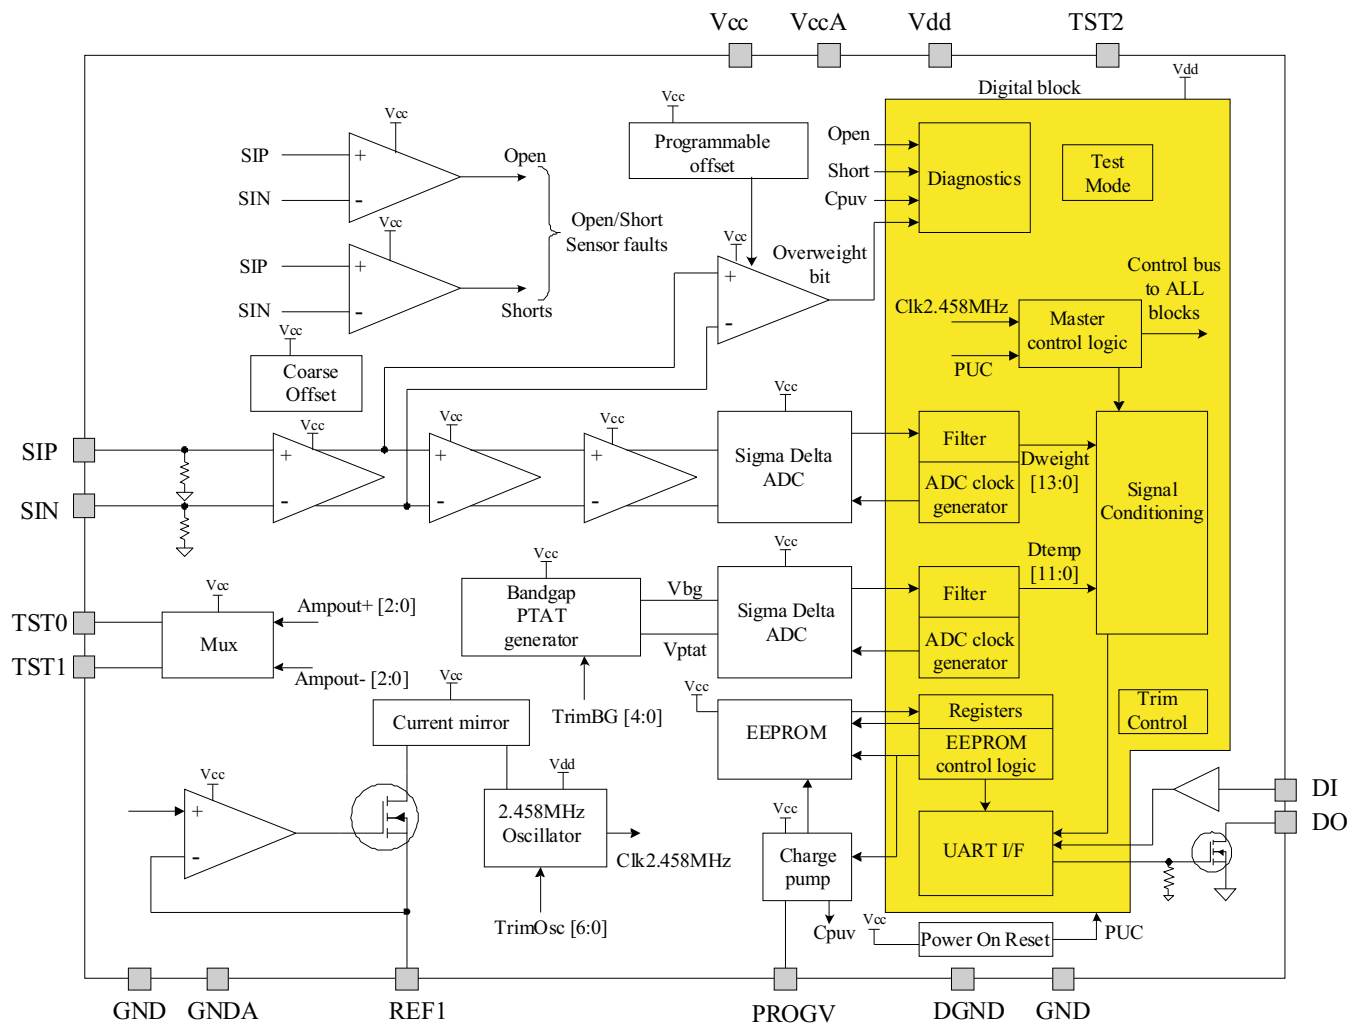 Vcc
VccA
Vdd
TST2
Vdd
Digital block
Vcc
SIP
+
SIN
-
Open
Vcc
SIP
+
SIN
-
Shorts
Open/Short
Sensor faults
Vcc
Programmable
offset
Vcc
+
-
Overweight
bit
Open
Short
Cpuv
Diagnostics
Test
Mode
Control bus
to ALL
blocks
Clk2.458MHz
PUC
Master
control logic
Vcc
Coarse
Offset
SIP
SIN
Vcc
+
-
Vcc
+
-
Vcc
+
-
Vcc
Sigma Delta
ADC
Filter
ADC clock
generator
Dweight
[13:0]
Signal
Conditioning
TST0
TST1
Vcc
Mux
Ampout+ [2:0]
Ampout- [2:0]
Vcc
Bandgap
PTAT
generator
Vbg
Vptat
TrimBG [4:0]
Vcc
Sigma Delta
ADC
Filter
ADC clock
generator
Dtemp
[11:0]
Vcc
Current mirror
Vcc
EEPROM
Registers
EEPROM
control logic
Trim
Control
Vcc
+
-
Vdd
2.458MHz
Oscillator
Clk2.458MHz
TrimOsc [6:0]
Vcc
Charge
pump
Cpuv
UART I/F
DI
DO
Vcc
Power On Reset
PUC
GND
GNDA
REF1
PROGV
DGND
GND